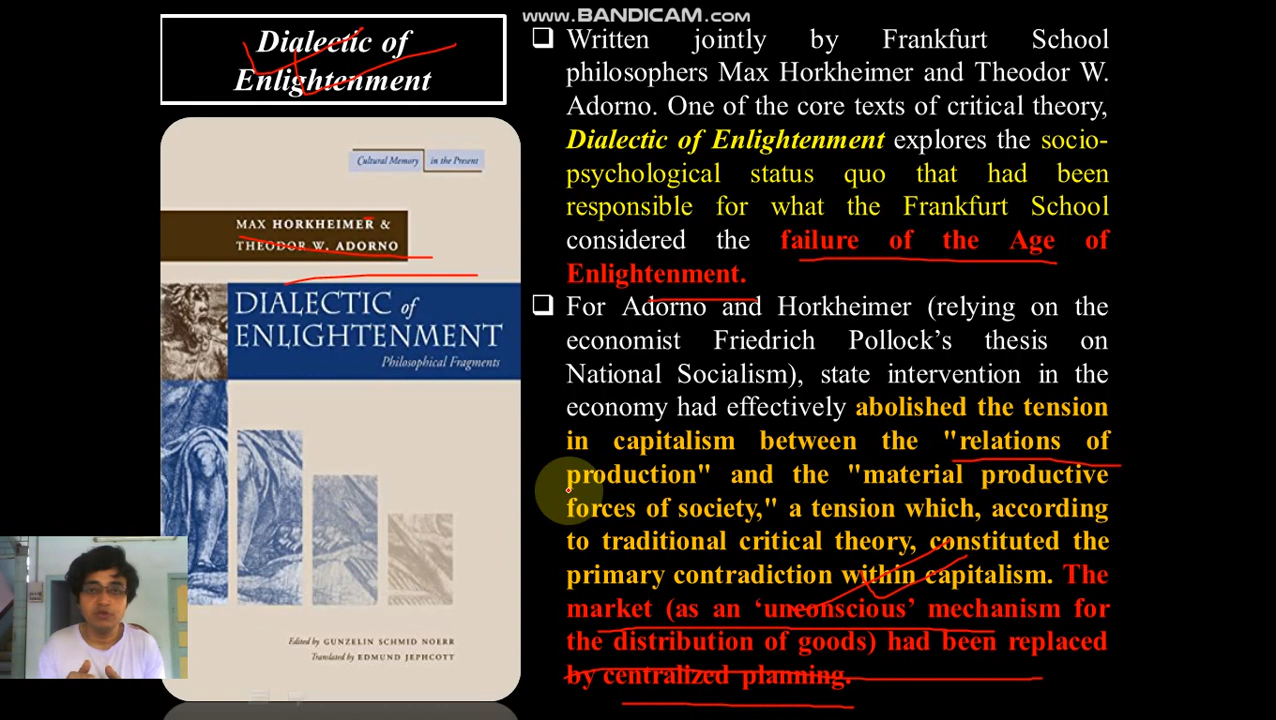 www.BANDICAM.com
Dialectic of
Enlightenment
Cultural Memory in the Present
MAX HORKHEIMER &
THEODOR W. ADORNO
DIALECTIC of
ENLIGHTENMENT
Philosophical Fragments
Edited by GUNZELIN SCHMID NOERR
Translated by EDMUND JEPHCOTT
❑ Written jointly by Frankfurt School
philosophers Max Horkheimer and Theodor W.
Adorno. One of the core texts of critical theory,
Dialectic of Enlightenment explores the socio-
psychological status quo that had been
responsible for what the Frankfurt School
considered the failure of the Age of
Enlightenment.
❑ For Adorno and Horkheimer (relying on the
economist Friedrich Pollock’s thesis on
National Socialism), state intervention in the
economy had effectively abolished the tension
in capitalism between the "relations of
production" and the "material productive
forces of society," a tension which, according
to traditional critical theory, constituted the
primary contradiction within capitalism. The
market (as an ‘unconscious’ mechanism for
the distribution of goods) had been replaced
by centralized planning.